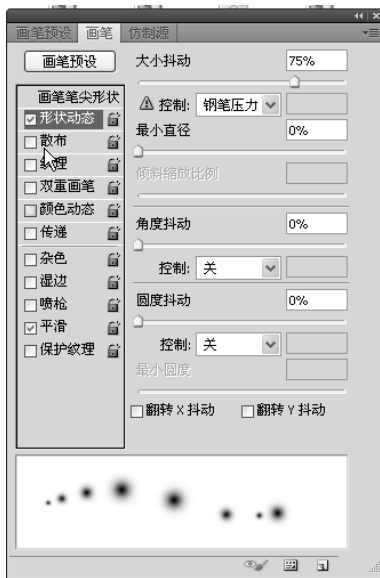 画笔预设 画笔 仿制源
画笔预设
大小抖动 75%
画笔笔尖形状
控制: 钢笔压力
形状动态
最小直径 0%
散布
纹理
倾斜缩放比例
双重画笔
颜色动态
角度抖动 0%
传递
控制: 关
杂色
湿边
圆度抖动 0%
喷枪
平滑
控制: 关
保护纹理
最小圆度
翻转 X 抖动 翻转 Y 抖动